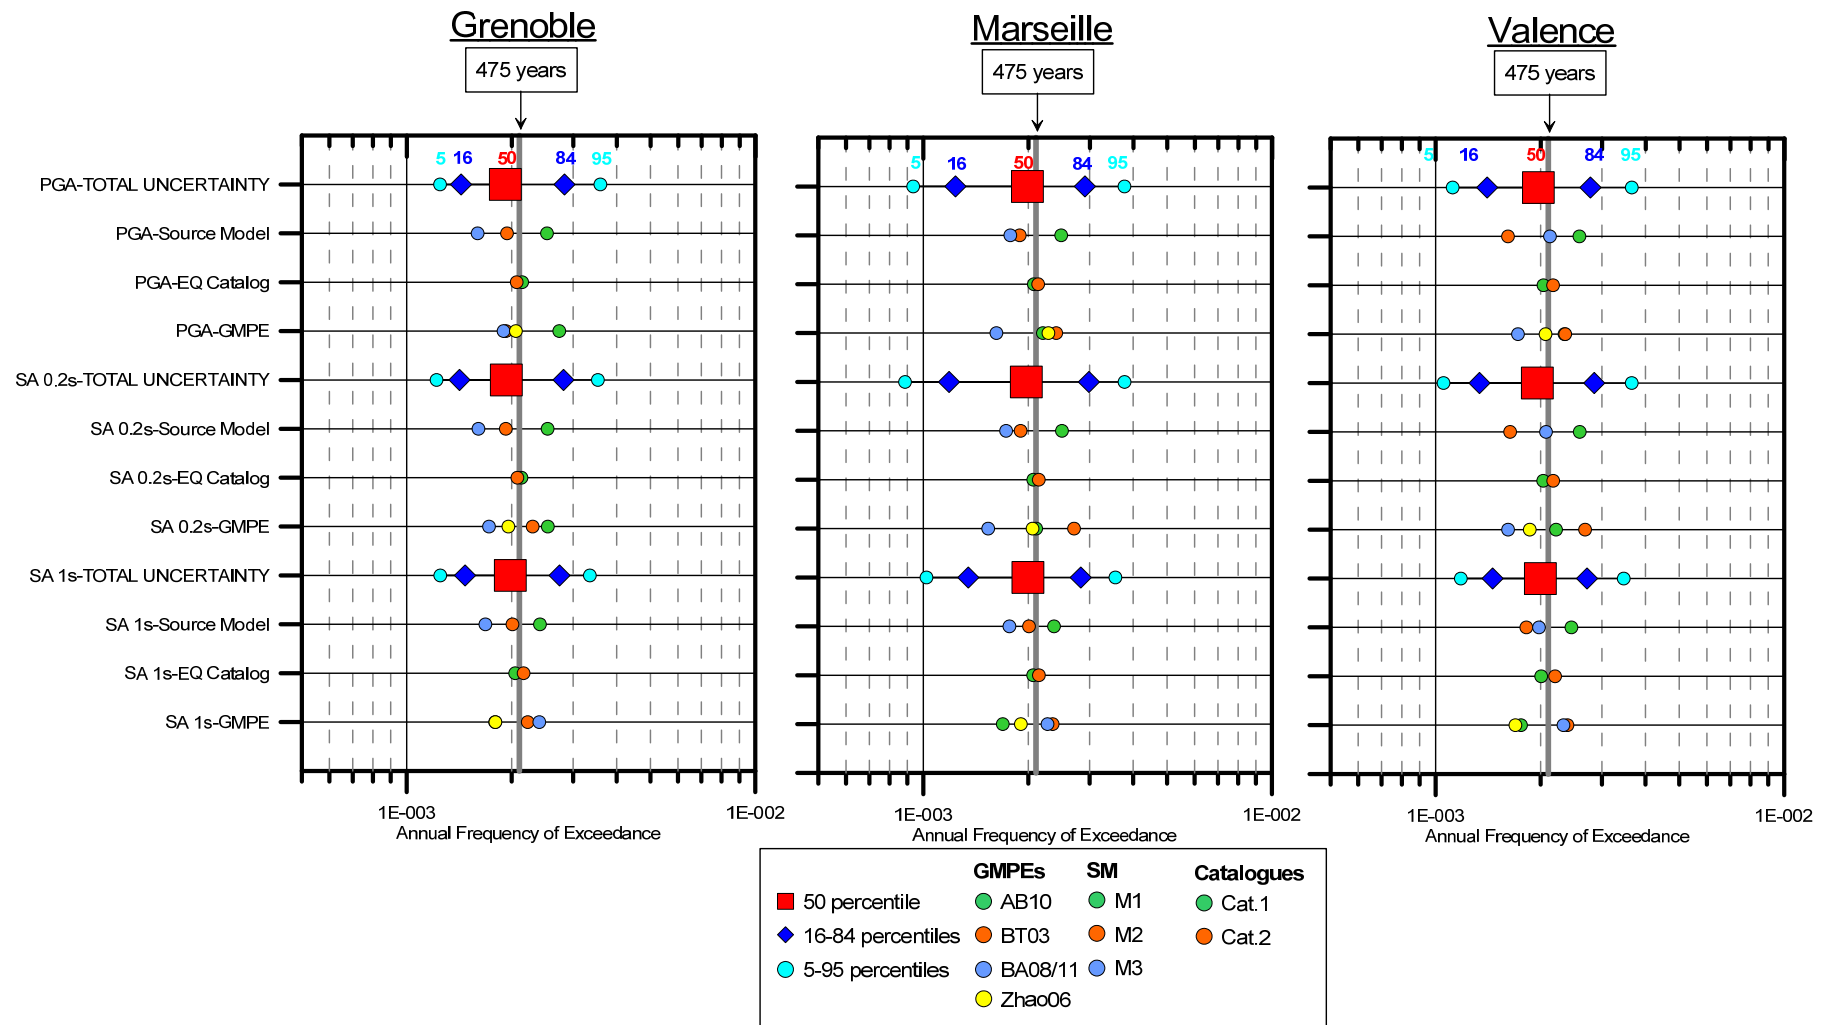 Grenoble
Marseille
Valence
475 years
475 years
475 years
5 16 50 84 95
5 16 50 84 95
5 16 50 84 95
PGA-TOTAL UNCERTAINTY
PGA-Source Model
PGA-EQ Catalog
PGA-GMPE
SA 0.2s-TOTAL UNCERTAINTY
SA 0.2s-Source Model
SA 0.2s-EQ Catalog
SA 0.2s-GMPE
SA 1s-TOTAL UNCERTAINTY
SA 1s-Source Model
SA 1s-EQ Catalog
SA 1s-GMPE
1E-003 1E-002
Annual Frequency of Exceedance
1E-003 1E-002
Annual Frequency of Exceedance
1E-003 1E-002
Annual Frequency of Exceedance
50 percentile
16-84 percentiles
5-95 percentiles
GMPEs
AB10
BT03
BA08/11
Zhao06
SM
M1
M2
M3
Catalogues
Cat.1
Cat.2